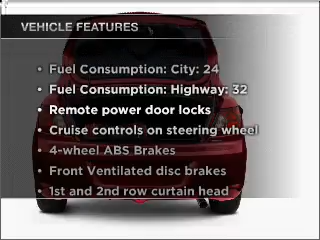 VEHICLE FEATURES
• Fuel Consumption: City: 24
• Fuel Consumption: Highway: 32
• Remote power door locks
• Cruise controls on steering wheel
• 4-wheel ABS Brakes
• Front Ventilated disc brakes
• 1st and 2nd row curtain head